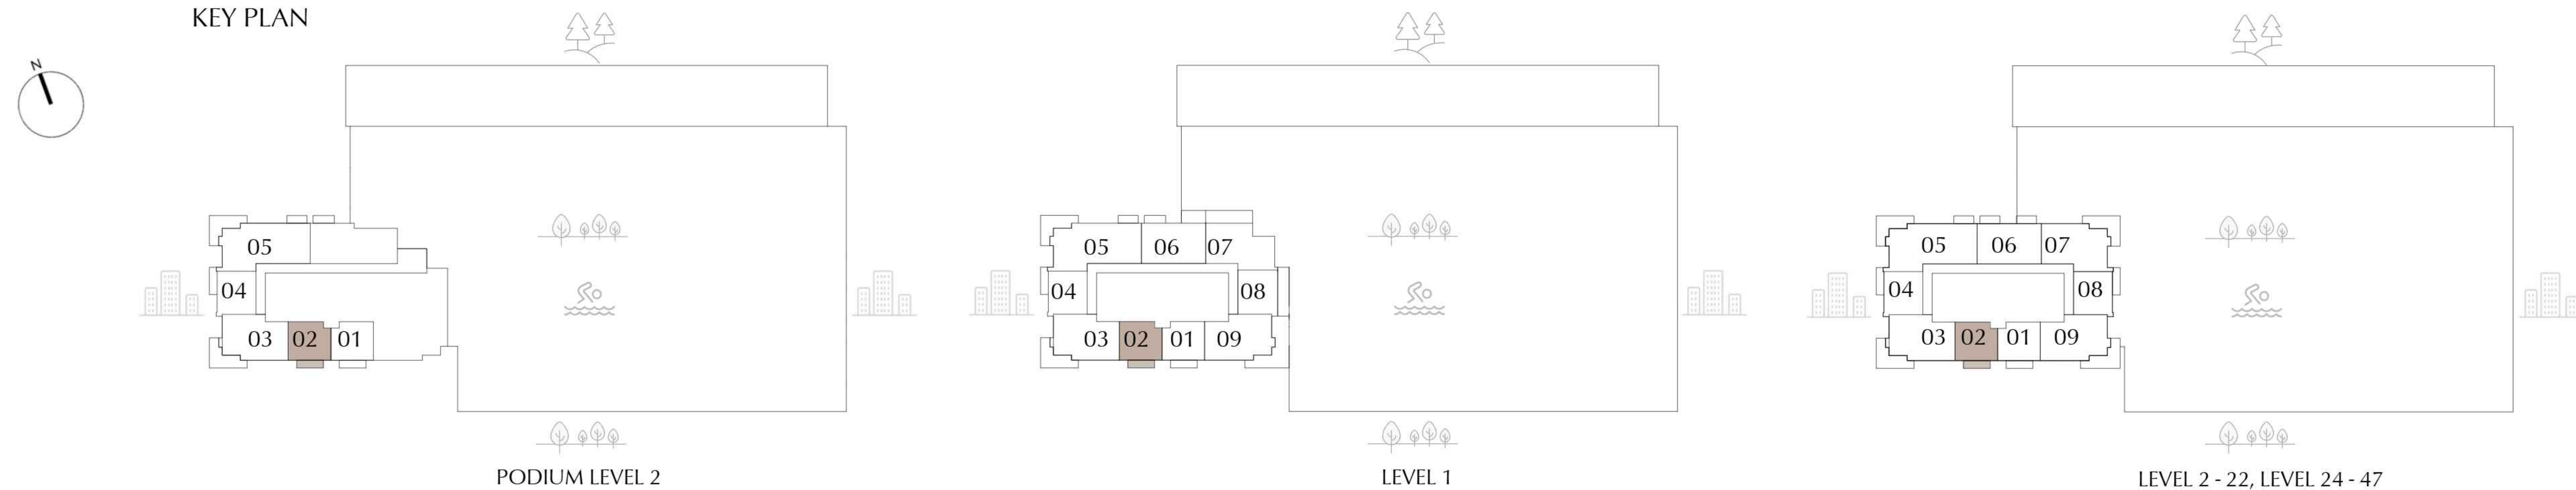 KEY PLAN
N
05
04
03 02 01
PODIUM LEVEL 2
05 06 07
04 08
03 02 01 09
LEVEL 1
05 06 07
04 08
03 02 01 09
LEVEL 2 - 22, LEVEL 24 - 47